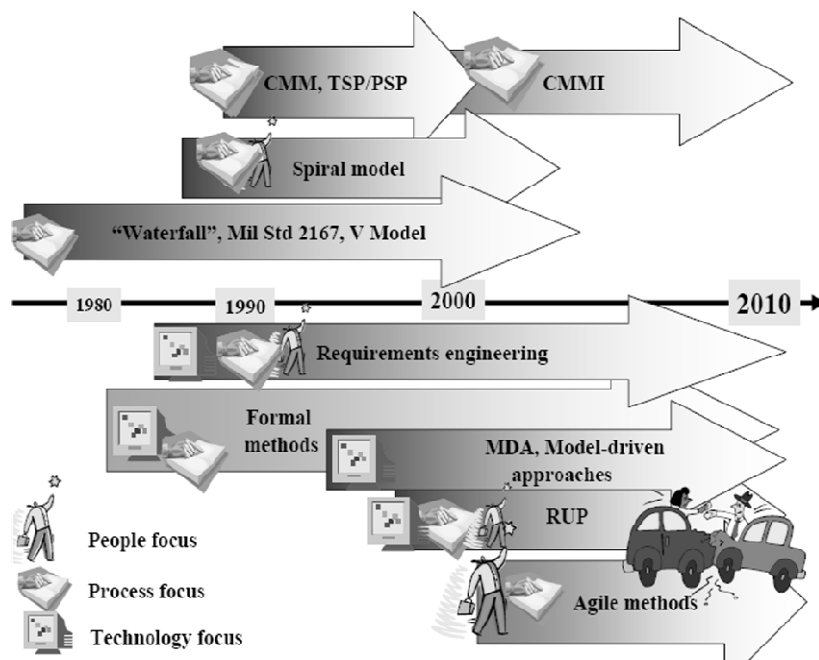 CMM, TSP/PSP
CMMI
Spiral model
“Waterfall”, Mil Std 2167, V Model
1980
1990
2000
2010
Requirements engineering
Formal
methods
MDA, Model-driven
approaches
RUP
People focus
Process focus
Agile methods
Technology focus